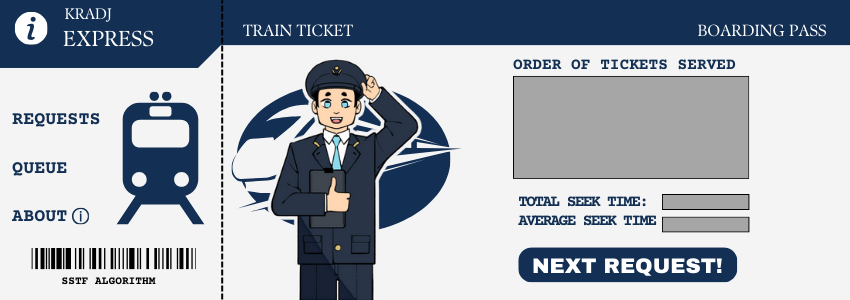 i
KRADJ
EXPRESS
TRAIN TICKET
BOARDING PASS
REQUESTS
QUEUE
ABOUT i
SSTF ALGORITHM
ORDER OF TICKETS SERVED
TOTAL SEEK TIME:
AVERAGE SEEK TIME
NEXT REQUEST!